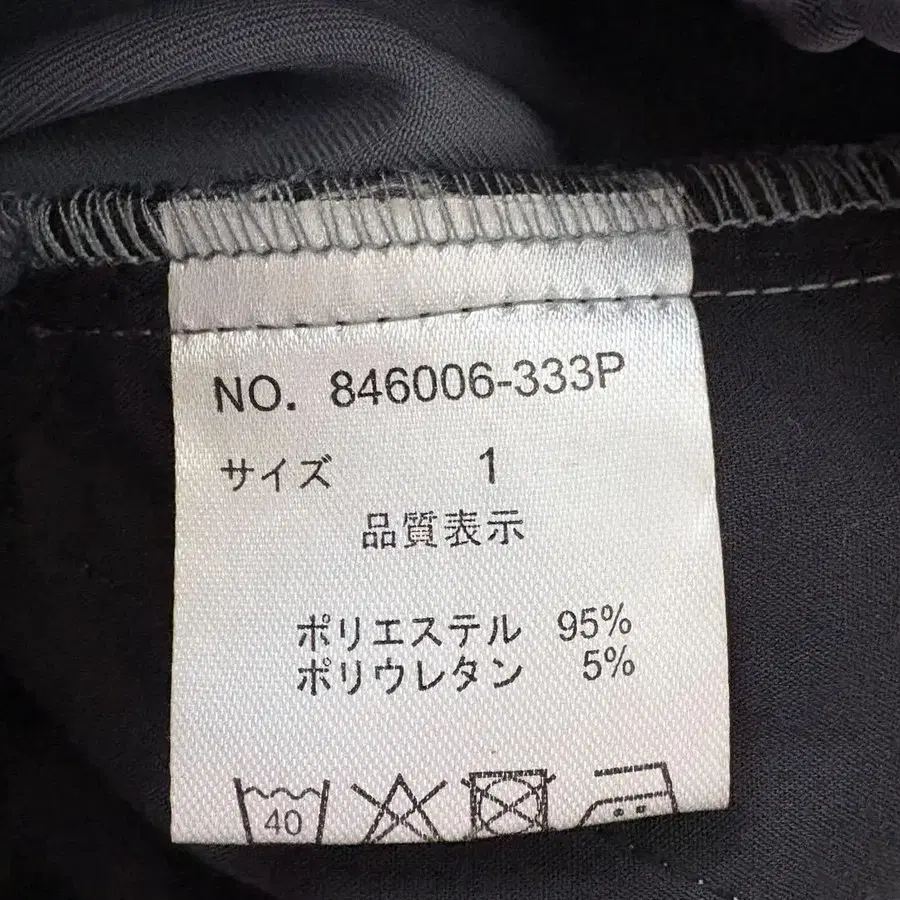 NO. 846006-333P
サイズ 1
品質表示
ポリエステル 95%
ポリウレタン 5%
40